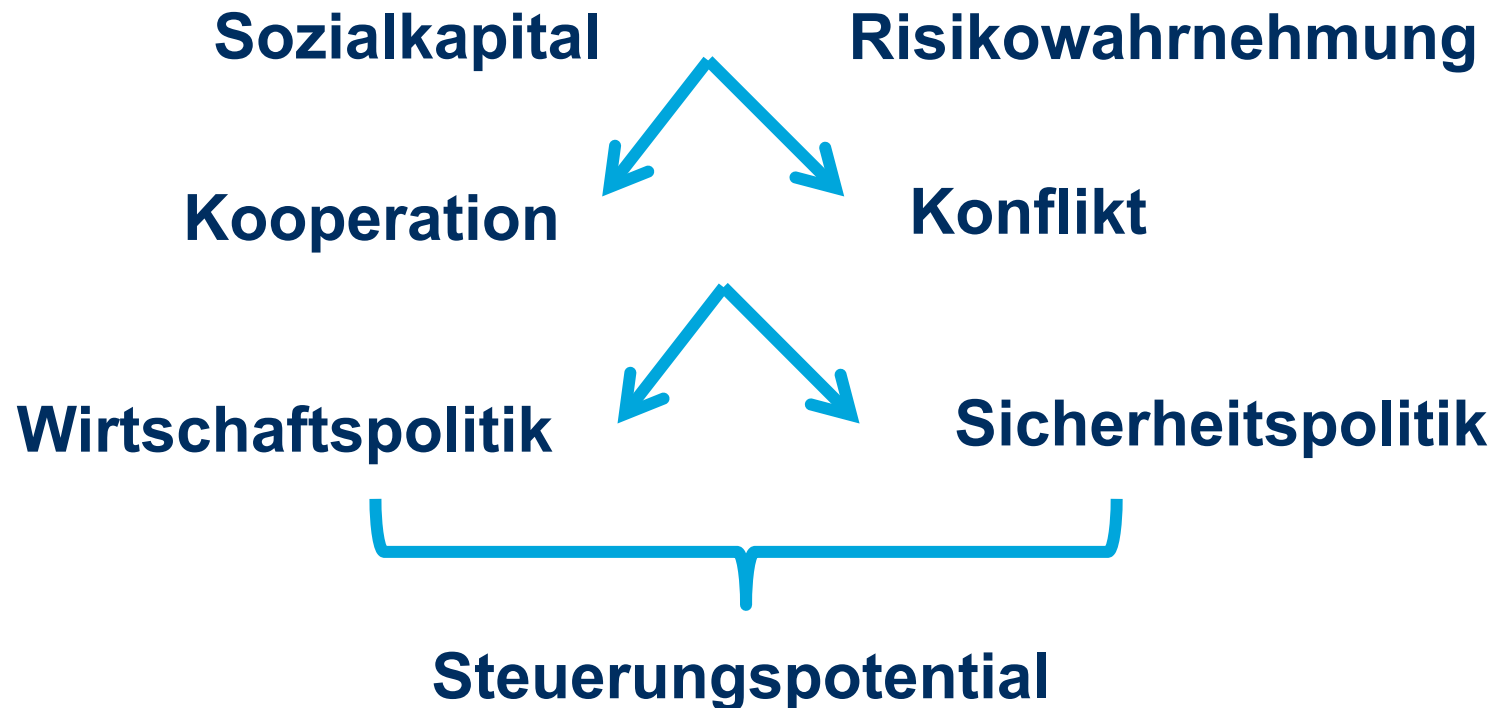 Sozialkapital Risikowahrnehmung
Kooperation Konflikt
Wirtschaftspolitik Sicherheitspolitik
Steuerungspotential